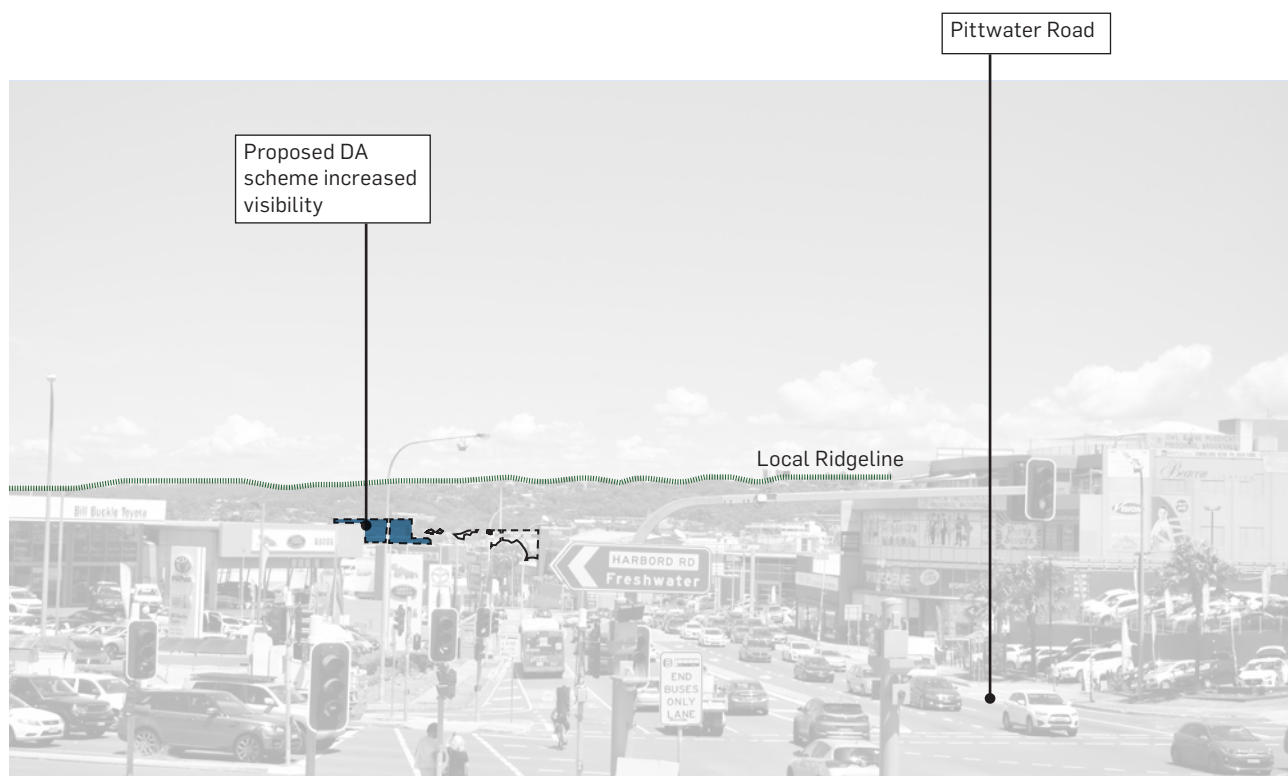 Pittwater Road
Proposed DA
scheme increased
visibility
Local Ridgeline
Bill Buckle Toyota
HARBORD RD
Freshwater
END
BUSES
ONLY
LANE